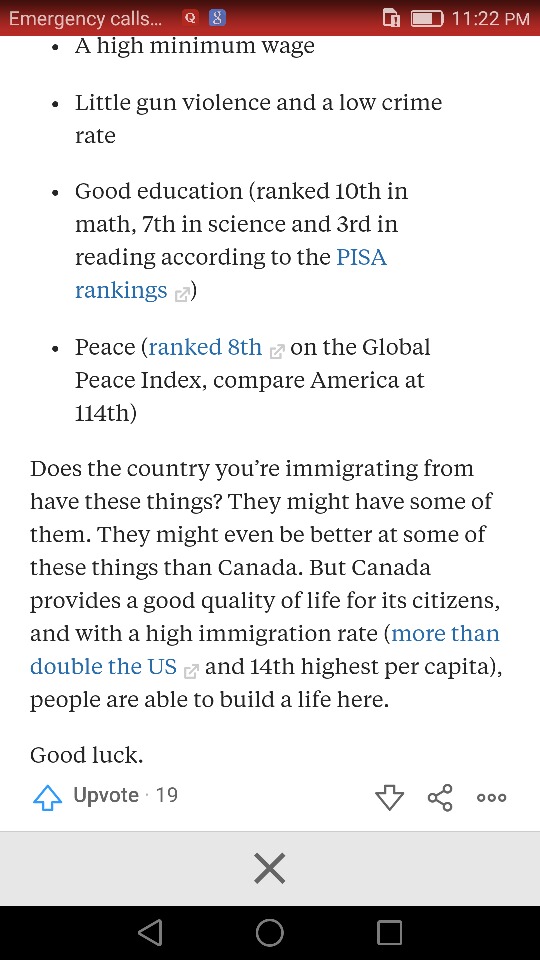 Emergency calls... Q g 11:22 PM
• A high minimum wage
• Little gun violence and a low crime
rate
• Good education (ranked 10th in
math, 7th in science and 3rd in
reading according to the PISA
rankings)
• Peace (ranked 8th on the Global
Peace Index, compare America at
114th)
Does the country you’re immigrating from
have these things? They might have some of
them. They might even be better at some of
these things than Canada. But Canada
provides a good quality of life for its citizens,
and with a high immigration rate (more than
double the US and 14th highest per capita),
people are able to build a life here.
Good luck.
Upvote · 19